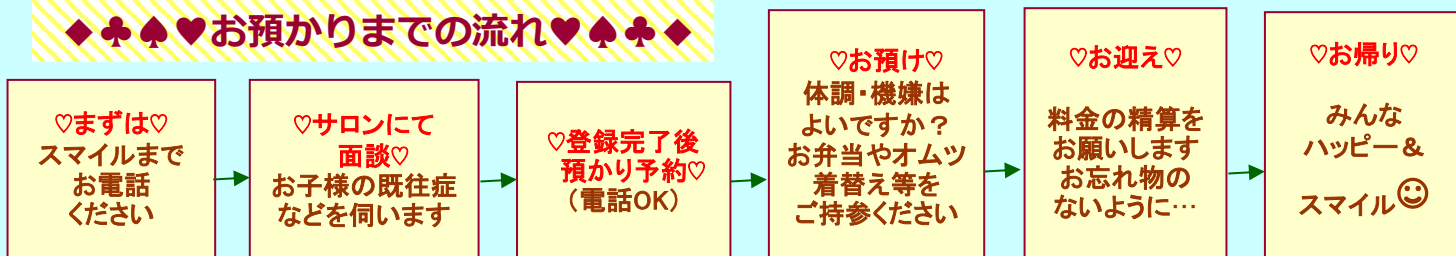 ◆♣♠♥お預かりまでの流れ♥♠♣◆
♡まずは♡
スマイルまで
お電話
ください
♡サロンにて
面談♡
お子様の既往症
などを伺います
♡登録完了後
預かり予約♡
（電話OK）
♡お預け♡
体調・機嫌は
よいですか？
お弁当やオムツ
着替え等を
ご持参ください
♡お迎え♡
料金の精算を
お願いします
お忘れ物の
ないように…
♡お帰り♡
みんな
ハッピー＆
スマイル☺